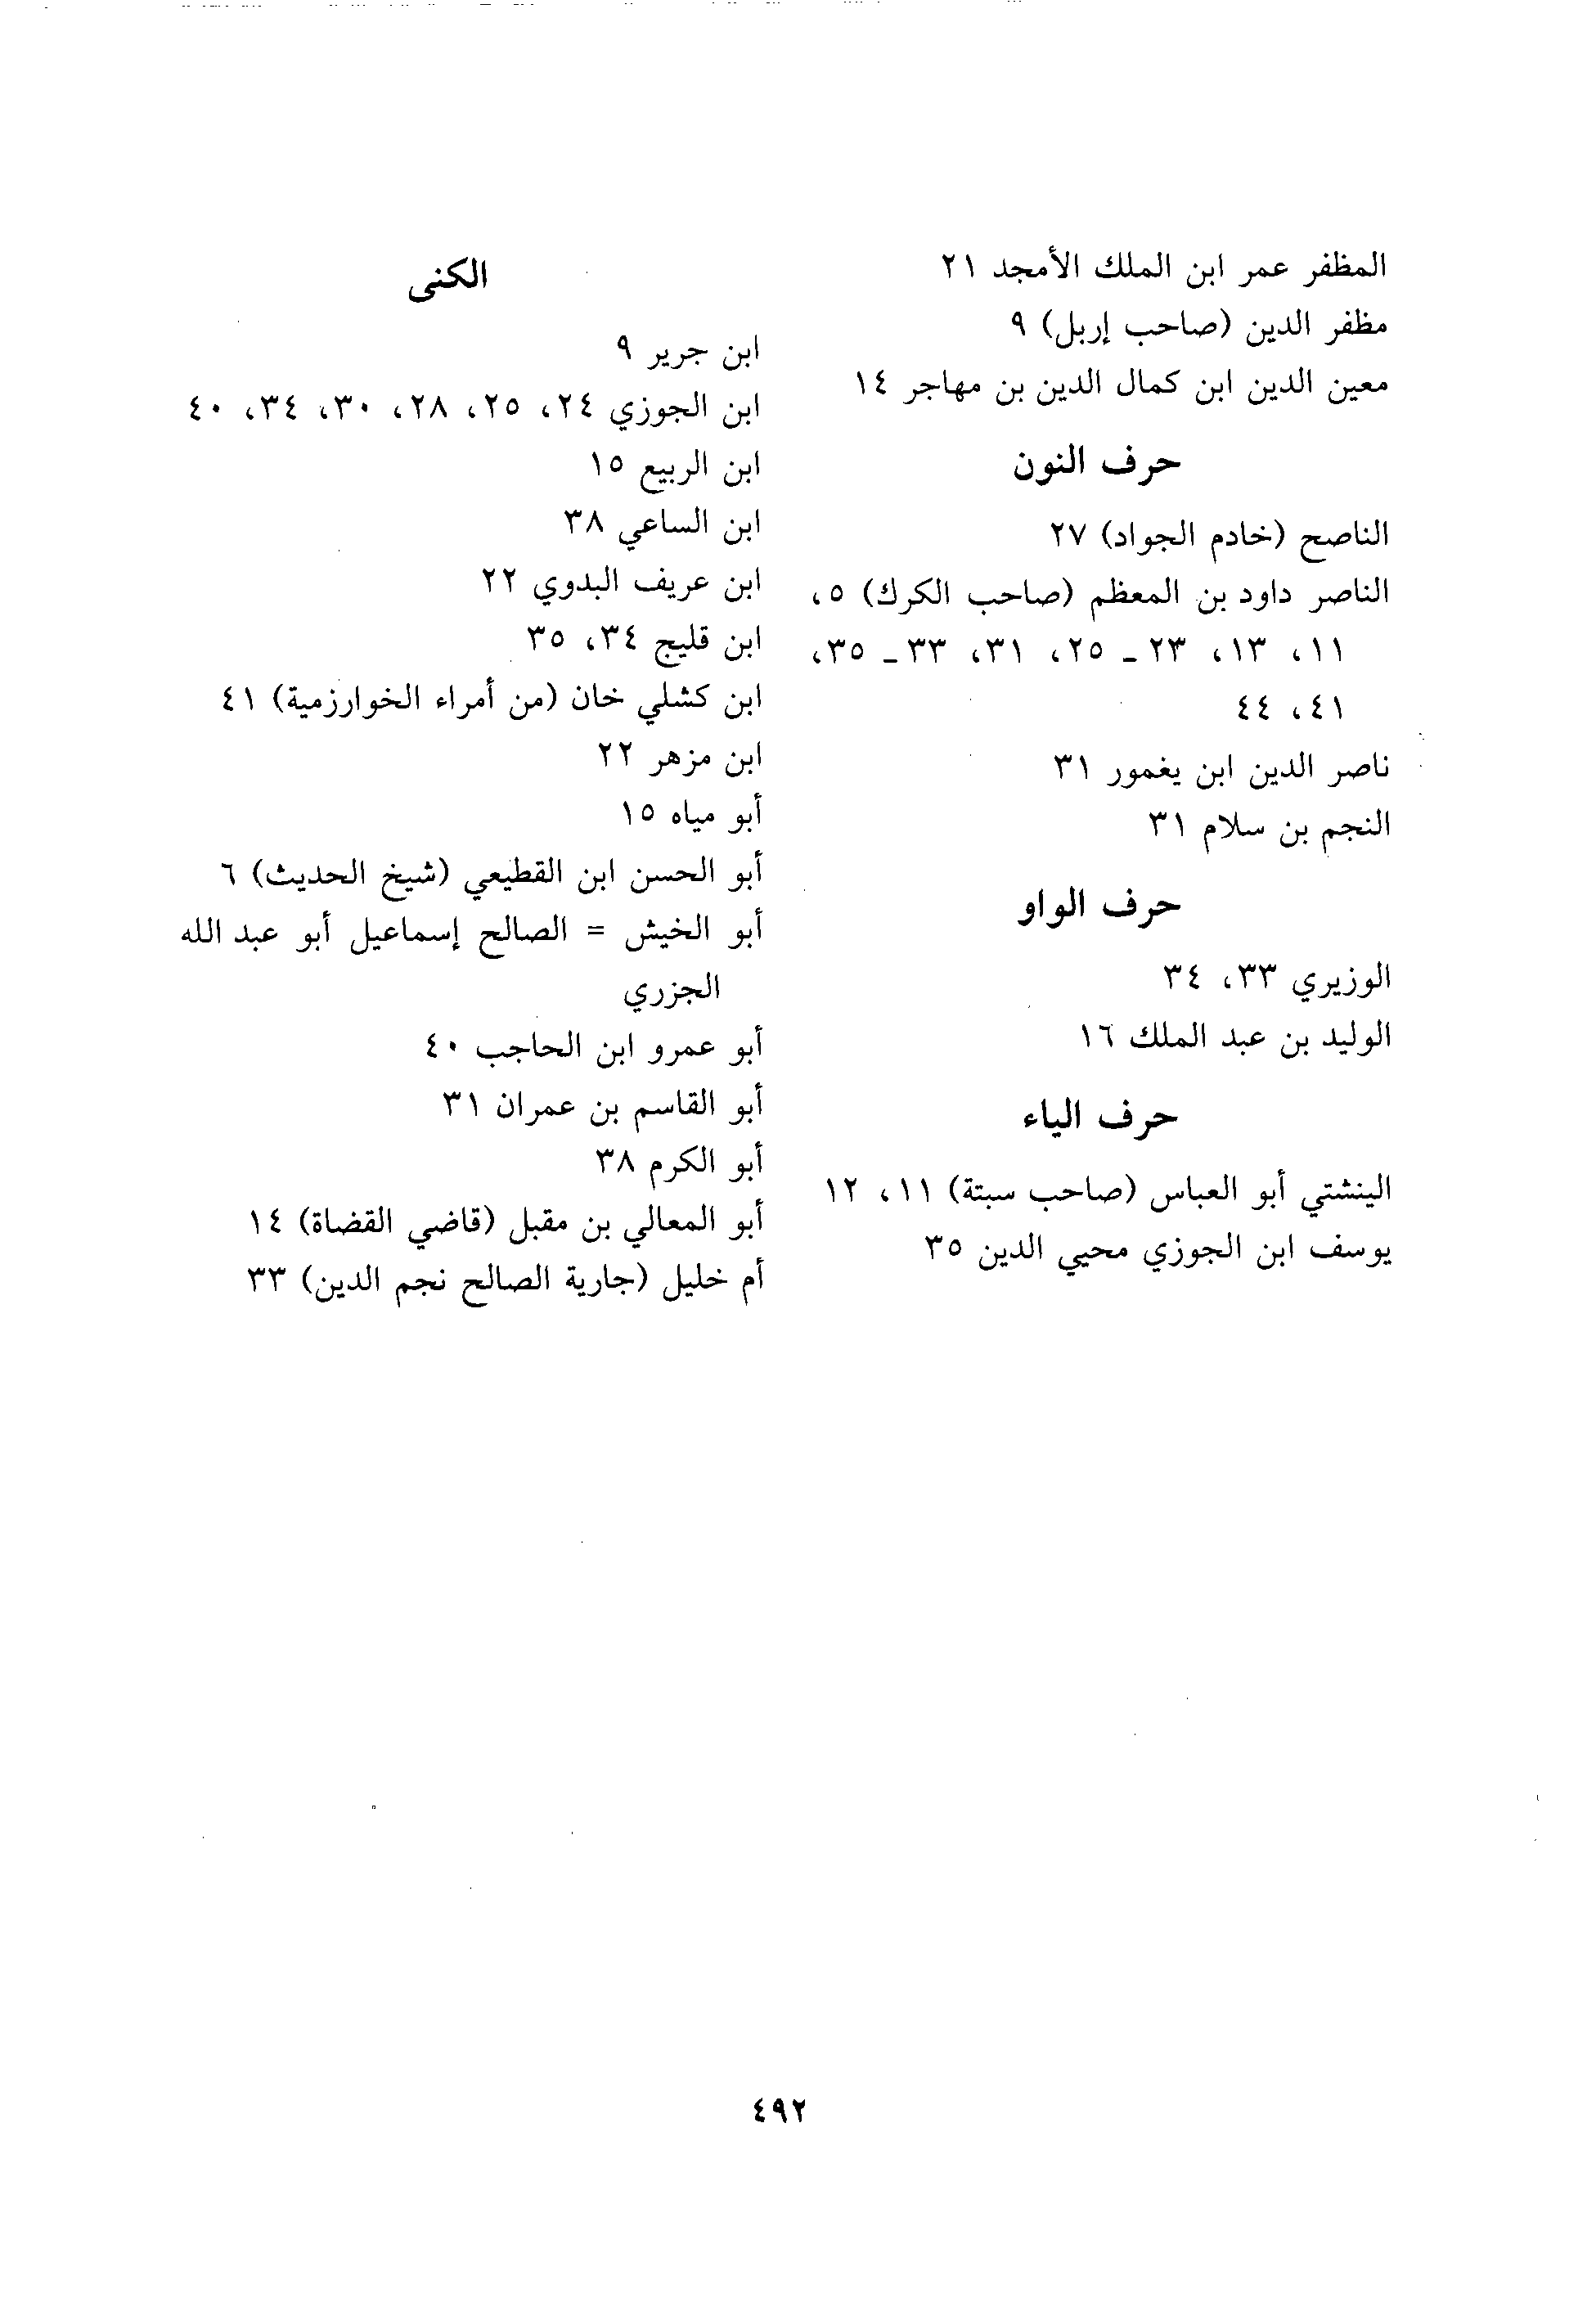 المظفر عمر ابن الملك الأمجد ٢١
مظفر الدين (صاحب إربل) ٩
معين الدين ابن كمال الدين بن مهاجر ١٤
حرف النون
الناصح (خادم الجواد) ٢٧
الناصر داود بن المعظم (صاحب الكرك) ٥،
١١، ١٣، ٢٣ ـ ٢٥، ٣١، ٣٣ ـ ٣٥،
٤١، ٤٤
ناصر الدين ابن يغمور ٣١
النجم بن سلام ٣١
حرف الواو
الوزيري ٣٣، ٣٤
الوليد بن عبد الملك ١٦
حرف الياء
الينشتي أبو العباس (صاحب سبتة) ١١، ١٢
يوسف ابن الجوزي محيي الدين ٣٥
الكنى
ابن جرير ٩
ابن الجوزي ٢٤، ٢٥، ٢٨، ٣٠، ٣٤، ٤٠
ابن الربيع ١٥
ابن الساعي ٣٨
ابن عريف البدوي ٢٢
ابن قليج ٣٤، ٣٥
ابن كشلي خان (من أمراء الخوارزمية) ٤١
ابن مزهر ٢٢
أبو مياه ١٥
أبو الحسن ابن القطيعي (شيخ الحديث) ٦
أبو الخيش = الصالح إسماعيل أبو عبد الله
الجزري
أبو عمرو ابن الحاجب ٤٠
أبو القاسم بن عمران ٣١
أبو الكرم ٣٨
أبو المعالي بن مقبل (قاضي القضاة) ١٤
أم خليل (جارية الصالح نجم الدين) ٣٣
٤٩٢